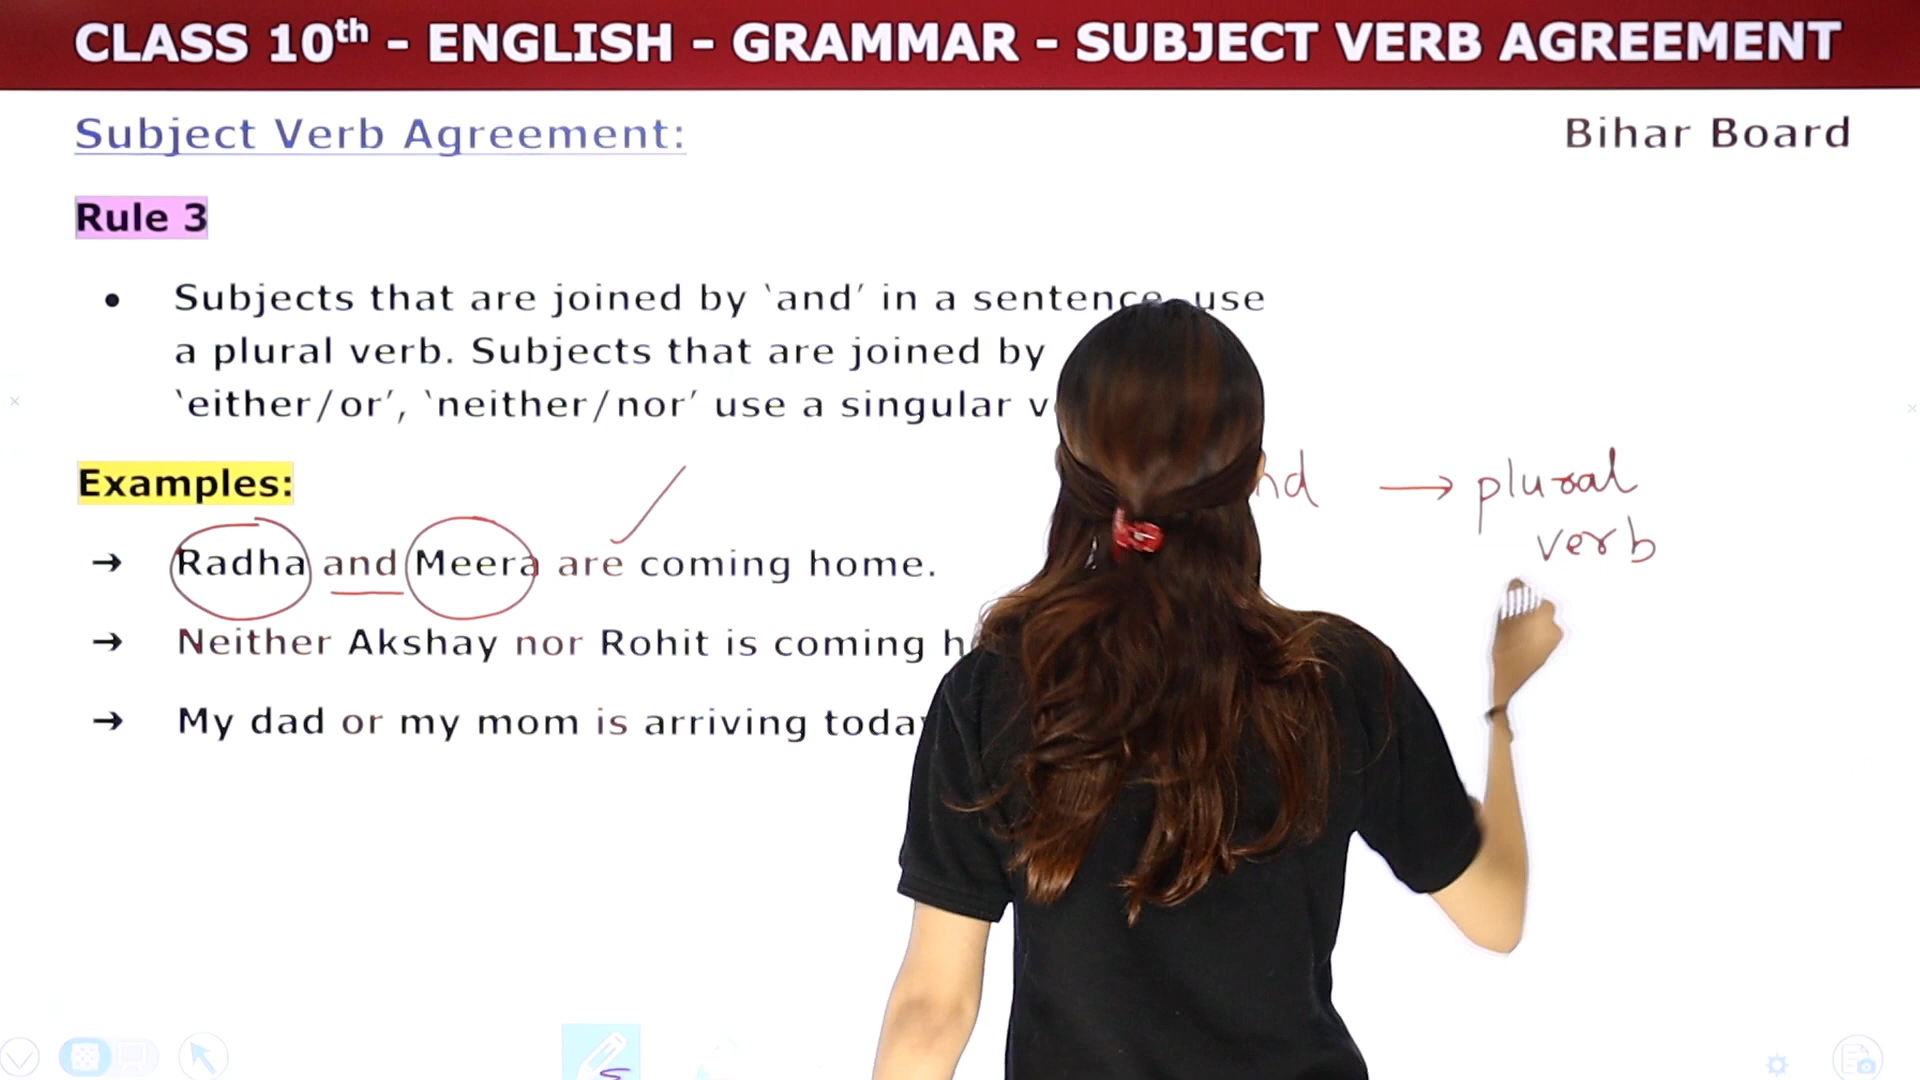 CLASS 10th - ENGLISH - GRAMMAR - SUBJECT VERB AGREEMENT
Subject Verb Agreement:
Bihar Board
Rule 3
• Subjects that are joined by ‘and’ in a sentence, use
a plural verb. Subjects that are joined by
‘either/or’, ‘neither/nor’ use a singular
Examples:
→ plural
verb
→ Radha and Meera are coming home.
→ Neither Akshay nor Rohit is coming
→ My dad or my mom is arriving